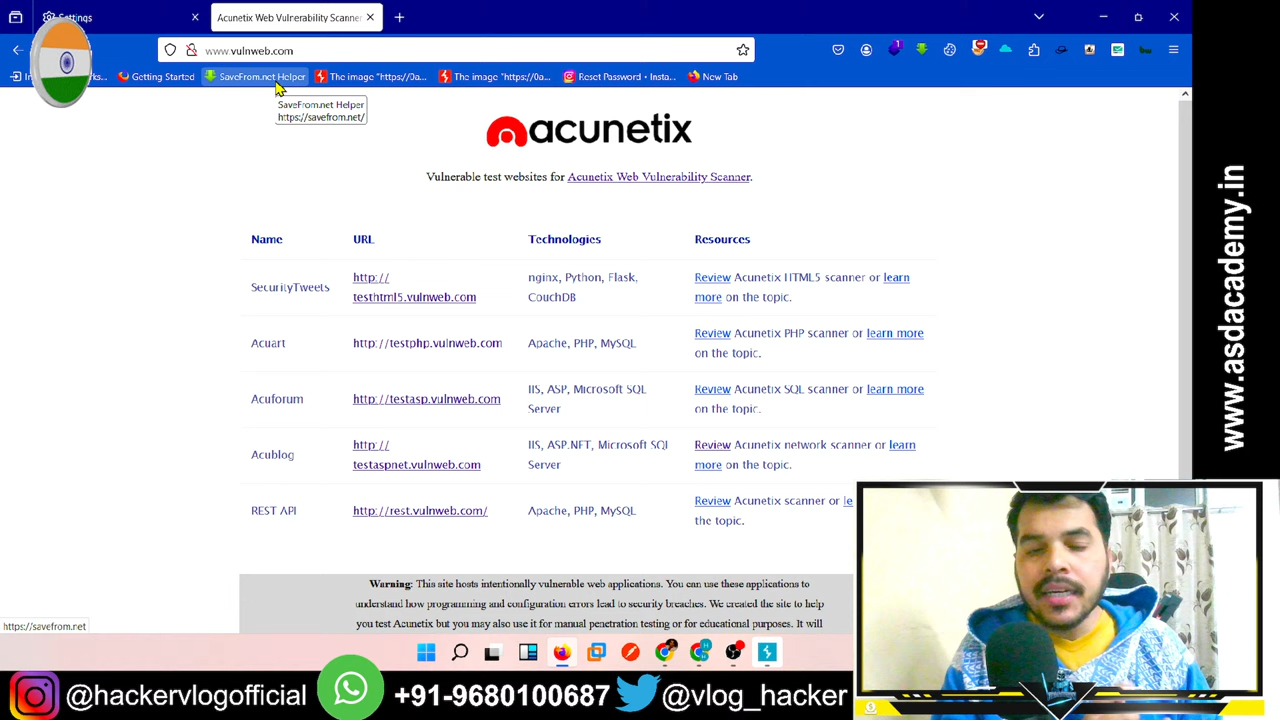 Settings
Acunetix Web Vulnerability Scanner
www.vulnweb.com
Getting Started
SaveFrom.net Helper
The image "https://0a...
The image "https://0a...
Reset Password • Insta...
New Tab
SaveFrom.net Helper
https://savefrom.net/
acunetix
Vulnerable test websites for Acunetix Web Vulnerability Scanner.
Name URL Technologies Resources
SecurityTweets http://testhtml5.vulnweb.com nginx, Python, Flask, CouchDB Review Acunetix HTML5 scanner or learn more on the topic.
Acuart http://testphp.vulnweb.com Apache, PHP, MySQL Review Acunetix PHP scanner or learn more on the topic.
Acuforum http://testasp.vulnweb.com IIS, ASP, Microsoft SQL Server Review Acunetix SQL scanner or learn more on the topic.
Acublog http://testaspnet.vulnweb.com IIS, ASP.NET, Microsoft SQL Server Review Acunetix network scanner or learn more on the topic.
REST API http://rest.vulnweb.com/ Apache, PHP, MySQL Review Acunetix scanner or le the topic.
Warning: This site hosts intentionally vulnerable web applications. You can use these applications to
understand how programming and configuration errors lead to security breaches. We created the site to help
you test Acunetix but you may also use it for manual penetration testing or for educational purposes. It will
https://savefrom.net
www.asdacademy.in
@hackervlogofficial
+91-9680100687
@vlog_hacker